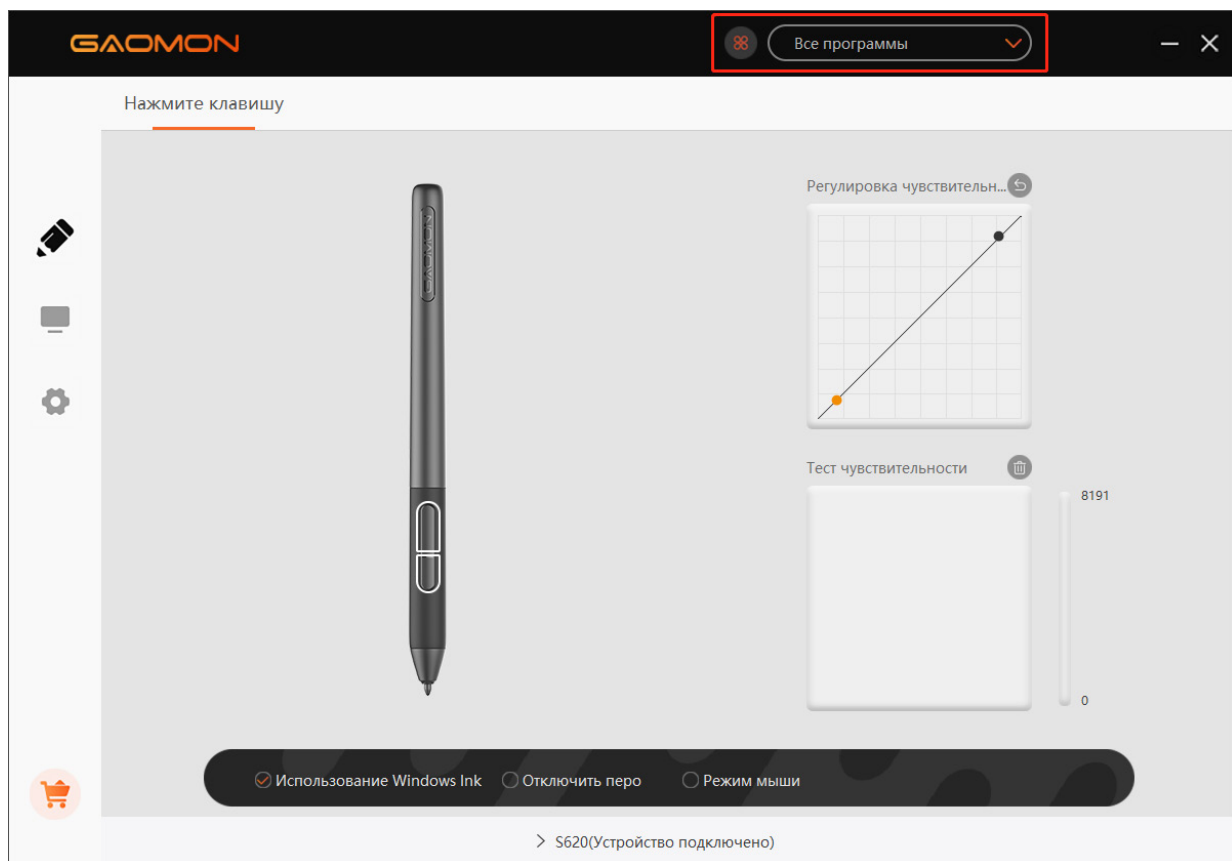 GAOMON
Все программы
Нажмите клавишу
GAOMON
Регулировка чувствительн...
Тест чувствительности
8191
0
Использование Windows Ink
Отключить перо
Режим мыши
S620(Устройство подключено)